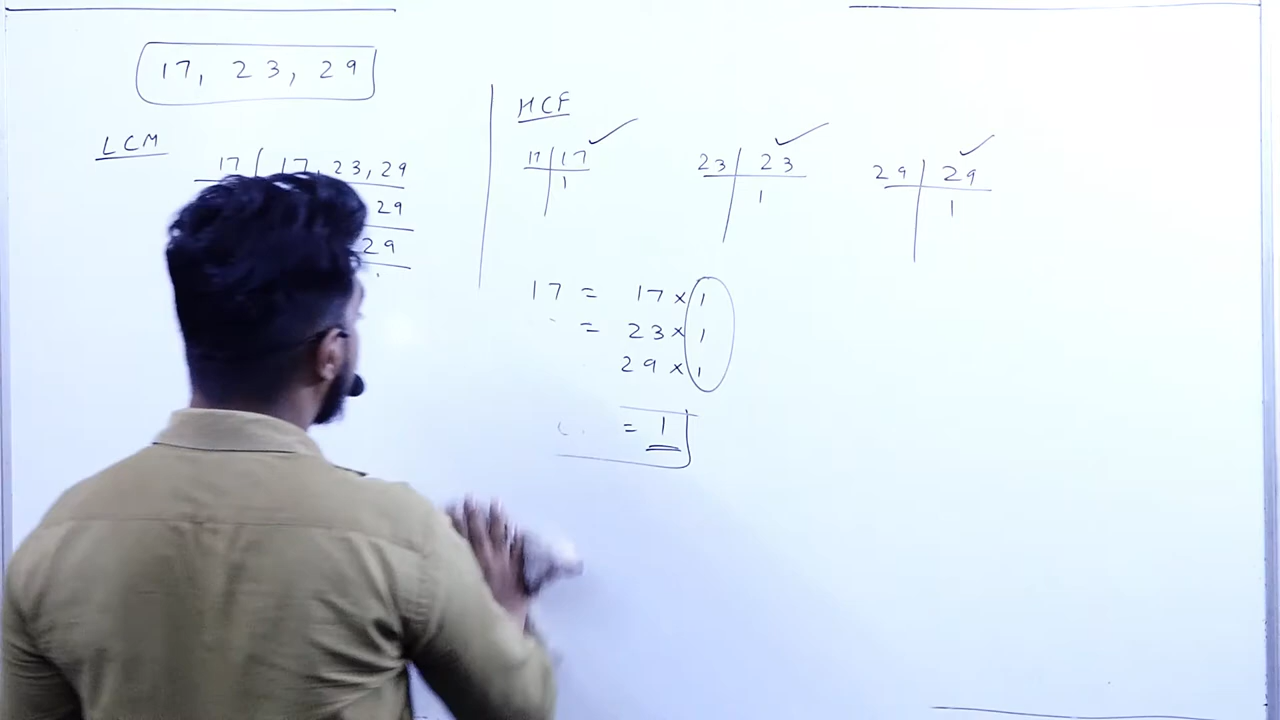 17, 23, 29
LCM
17 17, 23, 29
29
29
HCF
17 17
1
23 23
1
29 29
1
17 = 17 × 1
= 23 × 1
29 × 1
= 1